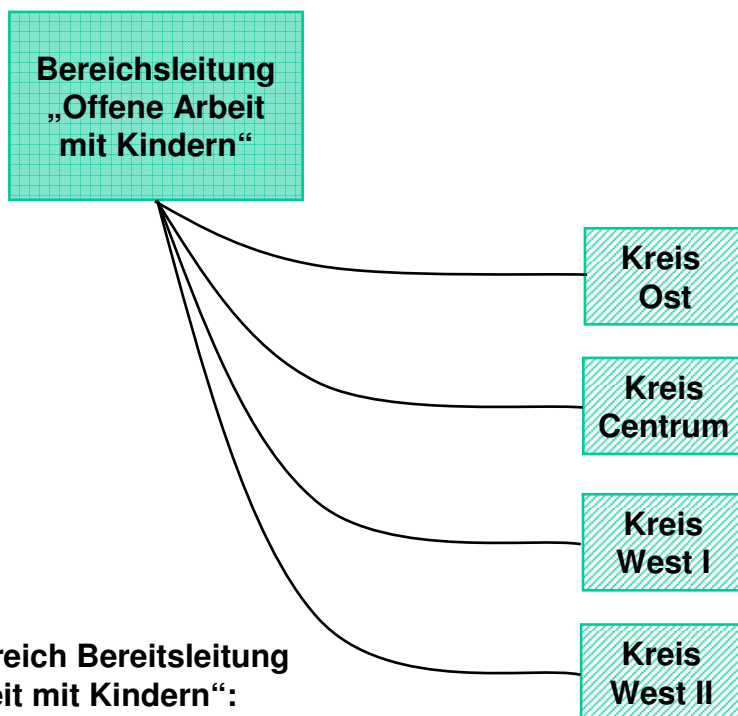 Bereichsleitung
„Offene Arbeit
mit Kindern“
Kreis
Ost
Kreis
Centrum
Kreis
West I
Kreis
West II
reich Bereitsleitung
eit mit Kindern“: